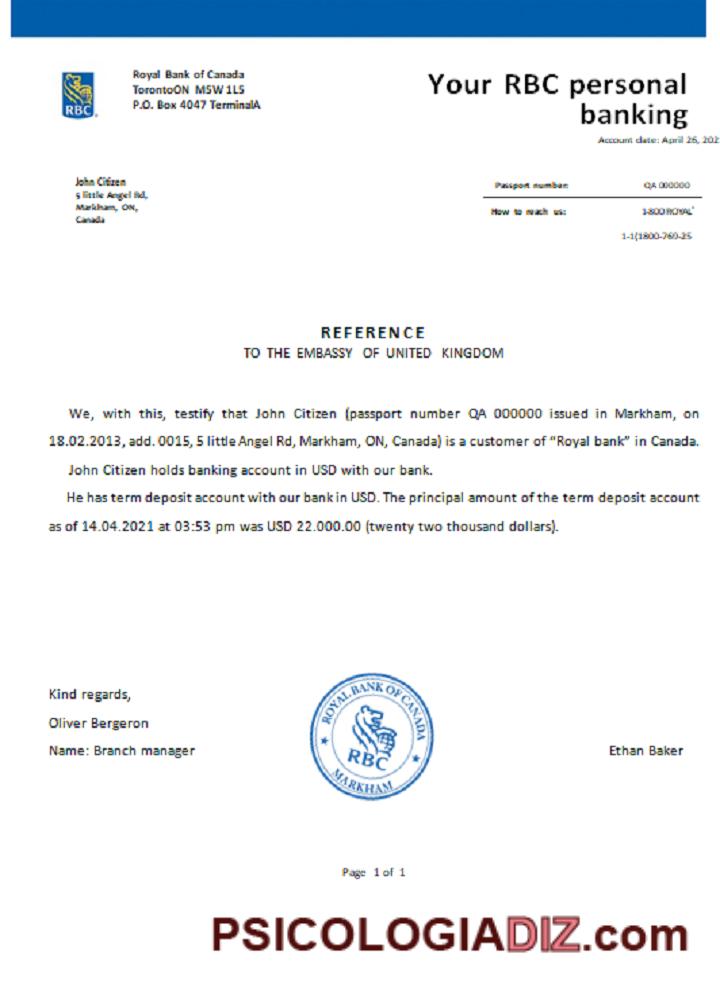 Royal Bank of Canada
TorontoON M5W 1L5
P.O. Box 4047 TerminalA
RBC
Your RBC personal
banking
Account date: April 26, 202
John Citizen
5 little Angel Rd,
Markham, ON,
Canada
Passport number: QA 000000
How to reach us: 1-800 ROYAL
1-1(1800-769-25
REFERENCE
TO THE EMBASSY OF UNITED KINGDOM
We, with this, testify that John Citizen (passport number QA 000000 issued in Markham, on
18.02.2013, add. 0015, 5 little Angel Rd, Markham, ON, Canada) is a customer of “Royal bank” in Canada.
John Citizen holds banking account in USD with our bank.
He has term deposit account with our bank in USD. The principal amount of the term deposit account
as of 14.04.2021 at 03:53 pm was USD 22.000.00 (twenty two thousand dollars).
Kind regards,
Oliver Bergeron
Name: Branch manager
ROYAL BANK OF CANADA
RBC
MARKHAM
Ethan Baker
Page 1 of 1
PSICOLOGIADIZ.com